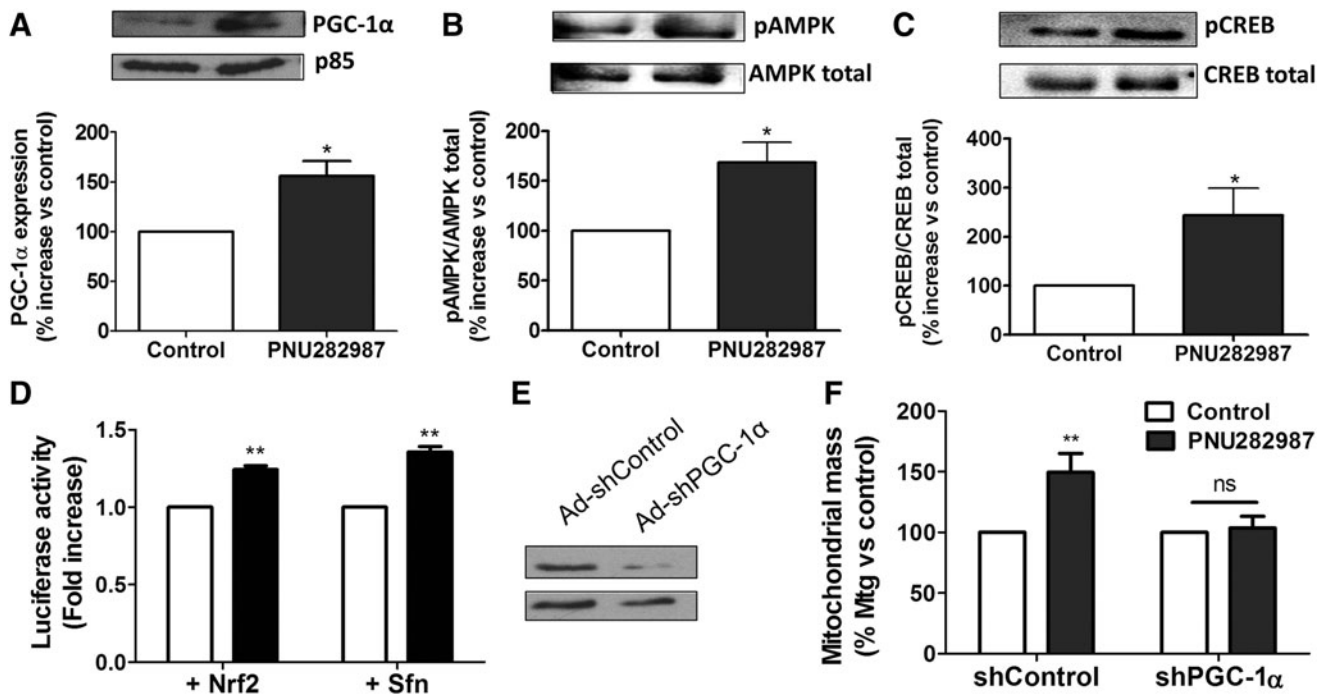 A
PGC-1α
p85
PGC-1α expression
(% increase vs control)
200
150
100
50
0
*
Control
PNU282987
B
pAMPK
AMPK total
pAMPK/AMPK total
(% increase vs control)
200
150
100
50
0
*
Control
PNU282987
C
pCREB
CREB total
pCREB/CREB total
(% increase vs control)
400
300
200
100
0
*
Control
PNU282987
D
Luciferase activity
(Fold increase)
1.5
1.0
0.5
0.0
**
**
+ Nrf2
+ Sfn
E
Ad-shControl
Ad-shPGC-1α
F
Mitochondrial mass
(% Mtg vs control)
200
150
100
50
0
Control
PNU282987
**
ns
shControl
shPGC-1α